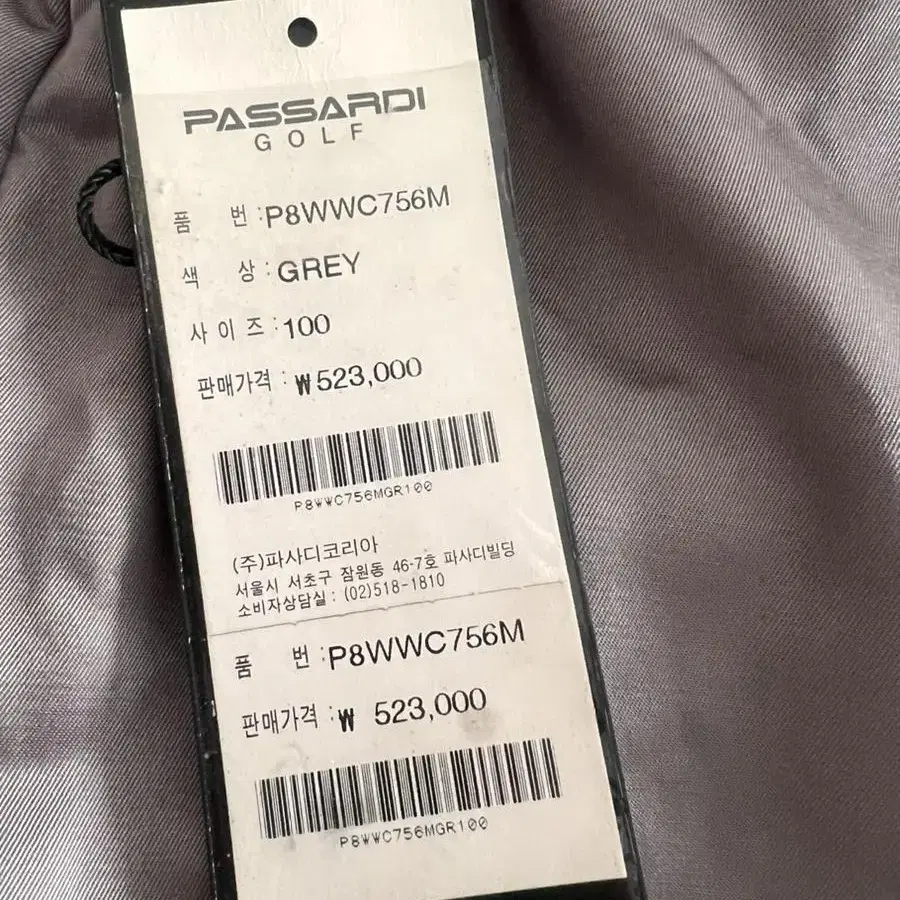 PASSARDI
GOLF
품 번 : P8WWC756M
색 상 : GREY
사 이 즈 : 100
판매가격 : ₩523,000
P8WWC756MGR100
(주)파사디코리아
서울시 서초구 잠원동 46-7호 파사디빌딩
소비자상담실 : (02)518-1810
품 번 : P8WWC756M
판매가격 : ₩ 523,000
P8WWC756MGR100